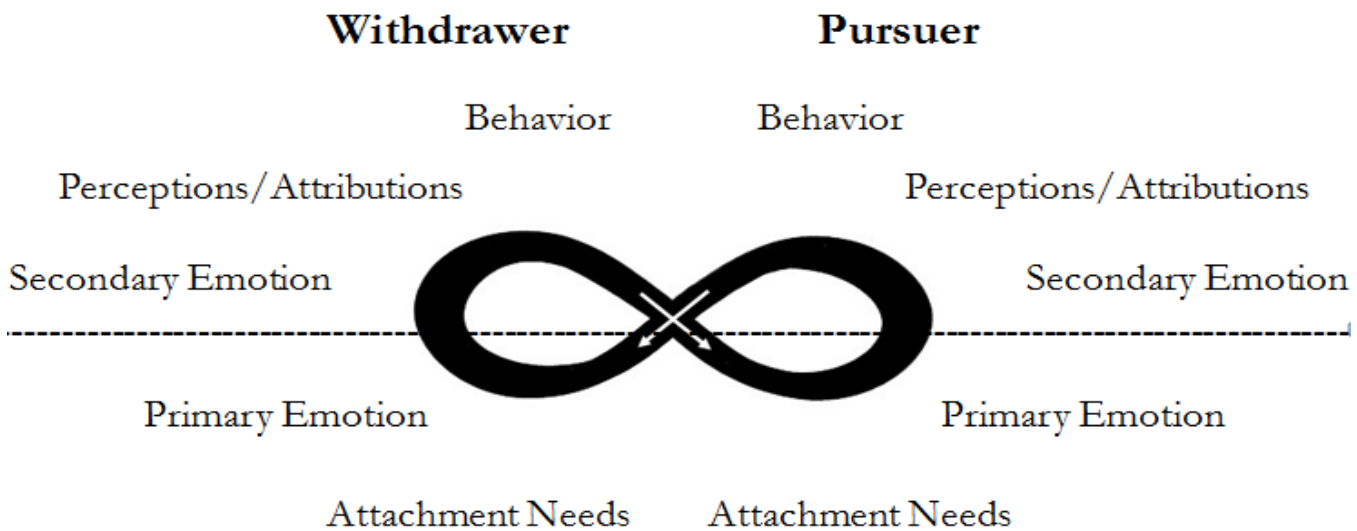 Withdrawer Pursuer
Behavior Behavior
Perceptions/Attributions Perceptions/Attributions
Secondary Emotion Secondary Emotion
Primary Emotion Primary Emotion
Attachment Needs Attachment Needs